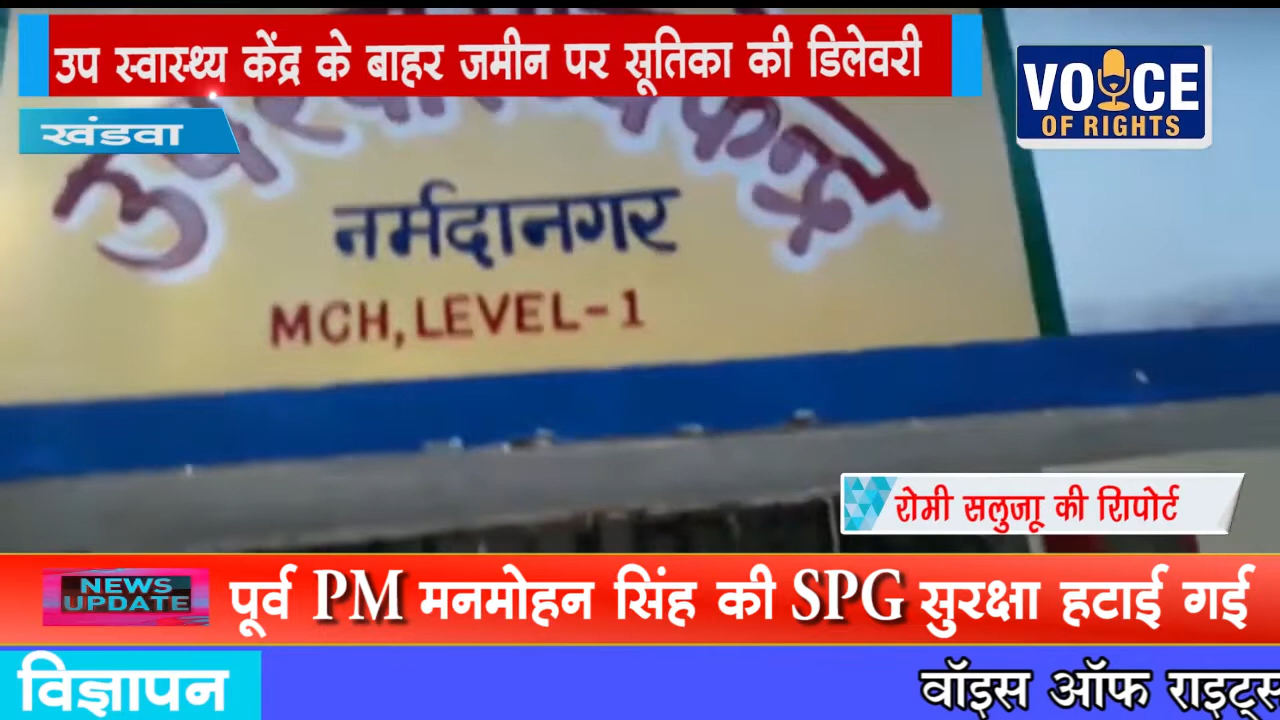 उप स्वास्थ्य केंद्र के बाहर जमीन पर सूतिका की डिलेवरी
VOICE
OF RIGHTS
खंडवा
नर्मदानगर
MCH, LEVEL-1
रोमी सलुजाू की रिापोर्ट
NEWS
UPDATE
पूर्व PM मनमोहन सिंह की SPG सुरक्षा हटाई गई
विज्ञापन
वॉइस ऑफ राइट्स